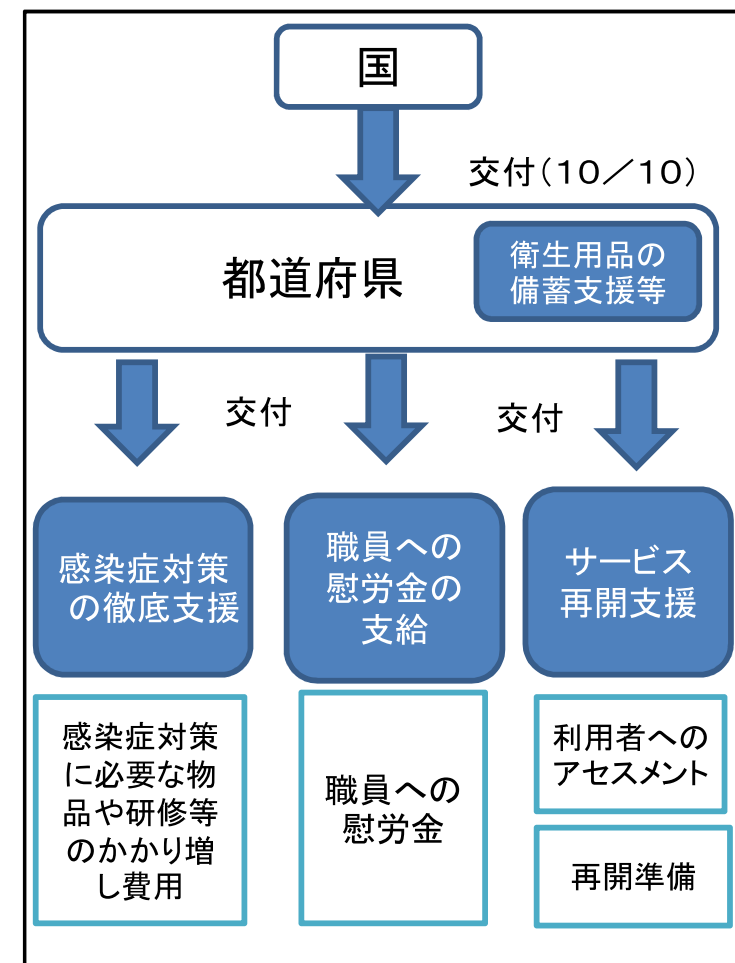 国
交付(10/10)
都道府県
衛生用品の
備蓄支援等
交付
交付
感染症対策
の徹底支援
職員への
慰労金の
支給
サービス
再開支援
感染症対策
に必要な物
品や研修等
のかかり増
し費用
職員への
慰労金
利用者への
アセスメント
再開準備